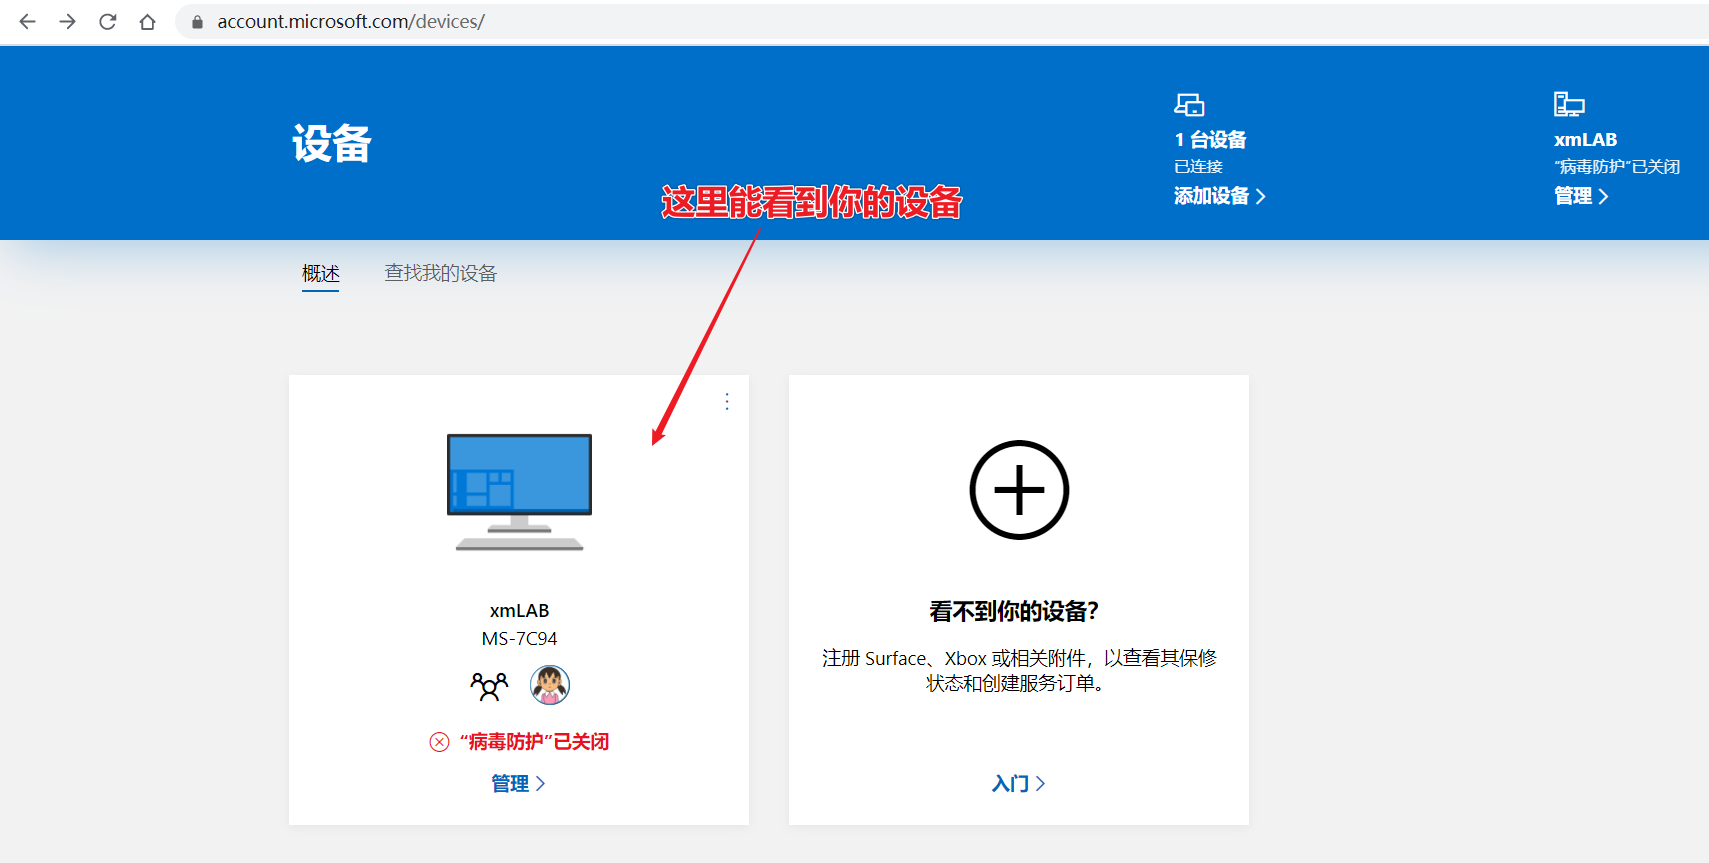 account.microsoft.com/devices/
设备
1 台设备
已连接
添加设备
xmLAB
“病毒防护”已关闭
管理
这里能看到你的设备
概述
查找我的设备
xmLAB
MS-7C94
“病毒防护”已关闭
管理
看不到你的设备?
注册 Surface、Xbox 或相关附件，以查看其保修
状态和创建服务订单。
入门